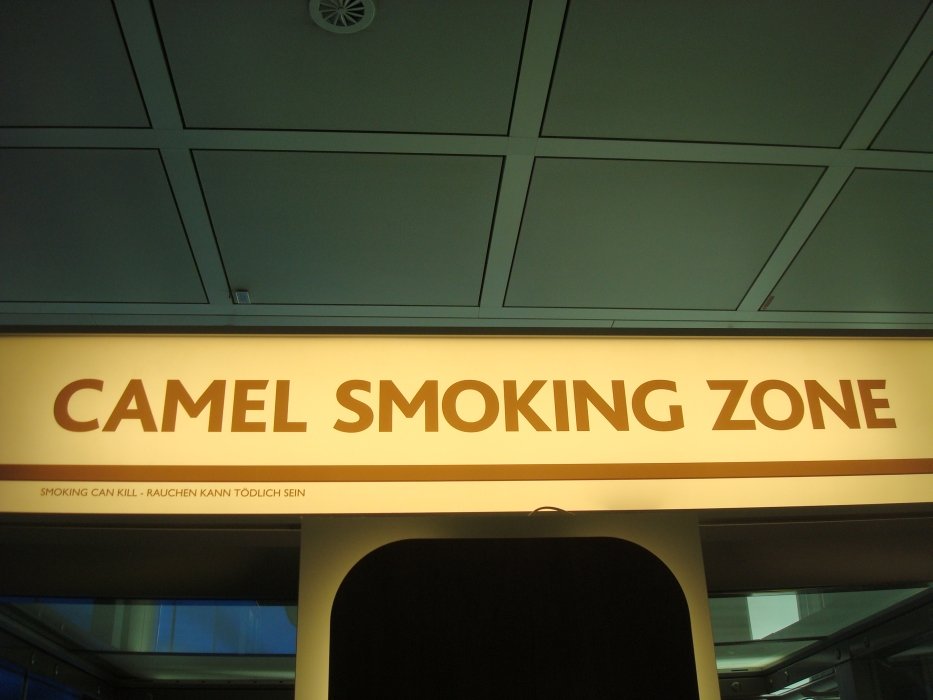 CAMEL SMOKING ZONE
SMOKING CAN KILL - RAUCHEN KANN TÖDLICH SEIN